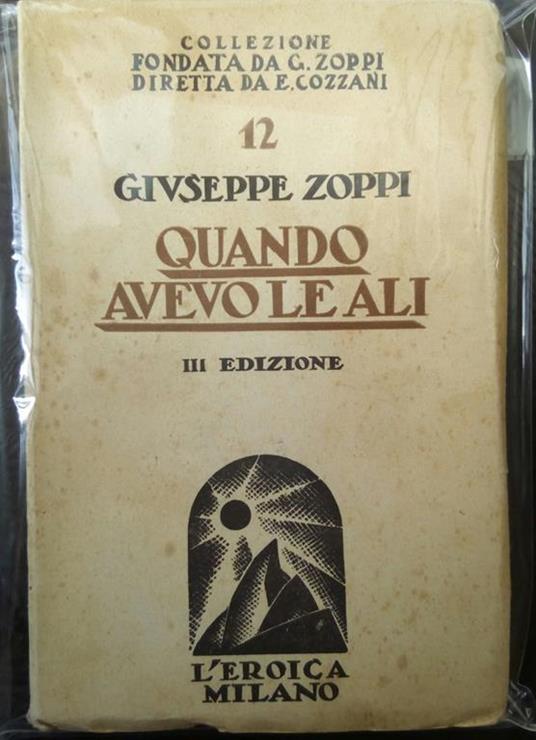 COLLEZIONE
FONDATA DA G. ZOPPI
DIRETTA DA E. COZZANI
12
GIVSEPPE ZOPPI
QUANDO
AVEVO LE ALI
III EDIZIONE
L'EROICA
MILANO